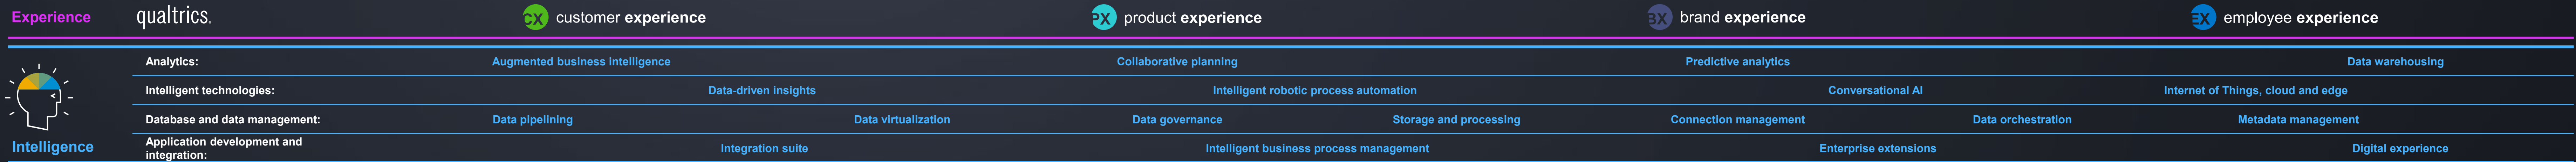 Experience qualtrics. CX customer experience PX product experience BX brand experience EX employee experience
Analytics: Augmented business intelligence Collaborative planning Predictive analytics Data warehousing
Intelligent technologies: Data-driven insights Intelligent robotic process automation Conversational AI Internet of Things, cloud and edge
Database and data management: Data pipelining Data virtualization Data governance Storage and processing Connection management Data orchestration Metadata management
Intelligence
Application development and
integration:
Integration suite Intelligent business process management Enterprise extensions Digital experience